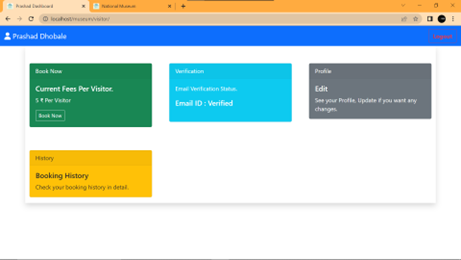 Prashad Dashboard
National Museum
localhost/museum/visitor/
Prashad Dhobale
Book Now
Current Fees Per Visitor.
5 ₹ Per Visitor
Book Now
Verification
Email Verification Status.
Email ID : Verified
Profile
Edit
See your Profile, Update if you want any
changes.
History
Booking History
Check your booking history in detail.